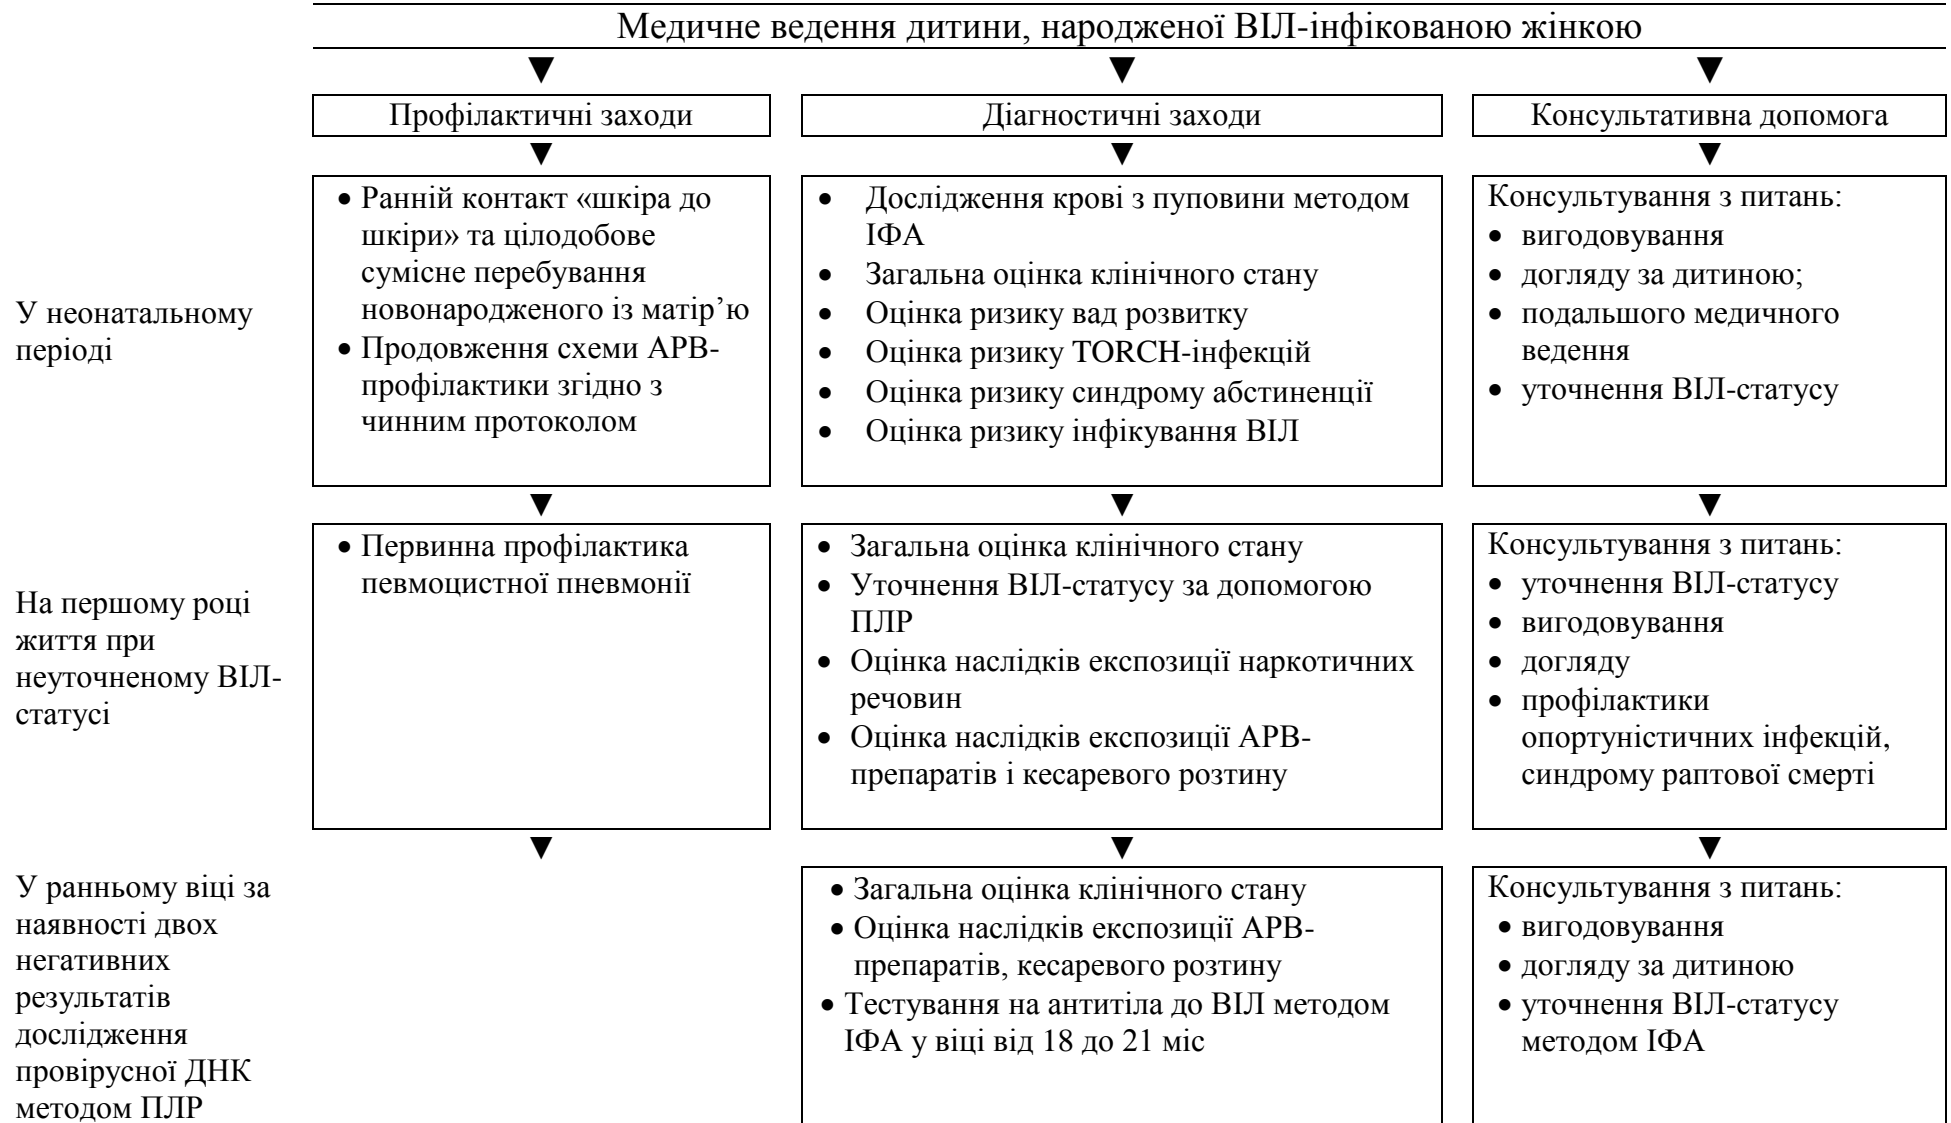 Медичне ведення дитини, народженої ВІЛ-інфікованою жінкою
Профілактичні заходи
Діагностичні заходи
Консультативна допомога
У неонатальному
періоді
• Ранній контакт «шкіра до
шкіри» та цілодобове
сумісне перебування
новонародженого із матір’ю
• Продовження схеми АРВ-
профілактики згідно з
чинним протоколом
• Дослідження крові з пуповини методом
ІФА
• Загальна оцінка клінічного стану
• Оцінка ризику вад розвитку
• Оцінка ризику TORCH-інфекцій
• Оцінка ризику синдрому абстиненції
• Оцінка ризику інфікування ВІЛ
Консультування з питань:
• вигодовування
• догляду за дитиною;
• подальшого медичного
ведення
• уточнення ВІЛ-статусу
На першому році
життя при
неуточненому ВІЛ-
статусі
• Первинна профілактика
певмоцистної пневмонії
• Загальна оцінка клінічного стану
• Уточнення ВІЛ-статусу за допомогою
ПЛР
• Оцінка наслідків експозиції наркотичних
речовин
• Оцінка наслідків експозиції АРВ-
препаратів і кесаревого розтину
Консультування з питань:
• уточнення ВІЛ-статусу
• вигодовування
• догляду
• профілактики
опортуністичних інфекцій,
синдрому раптової смерті
У ранньому віці за
наявності двох
негативних
результатів
дослідження
провірусної ДНК
методом ПЛР
• Загальна оцінка клінічного стану
• Оцінка наслідків експозиції АРВ-
препаратів, кесаревого розтину
• Тестування на антитіла до ВІЛ методом
ІФА у віці від 18 до 21 міс
Консультування з питань:
• вигодовування
• догляду за дитиною
• уточнення ВІЛ-статусу
методом ІФА